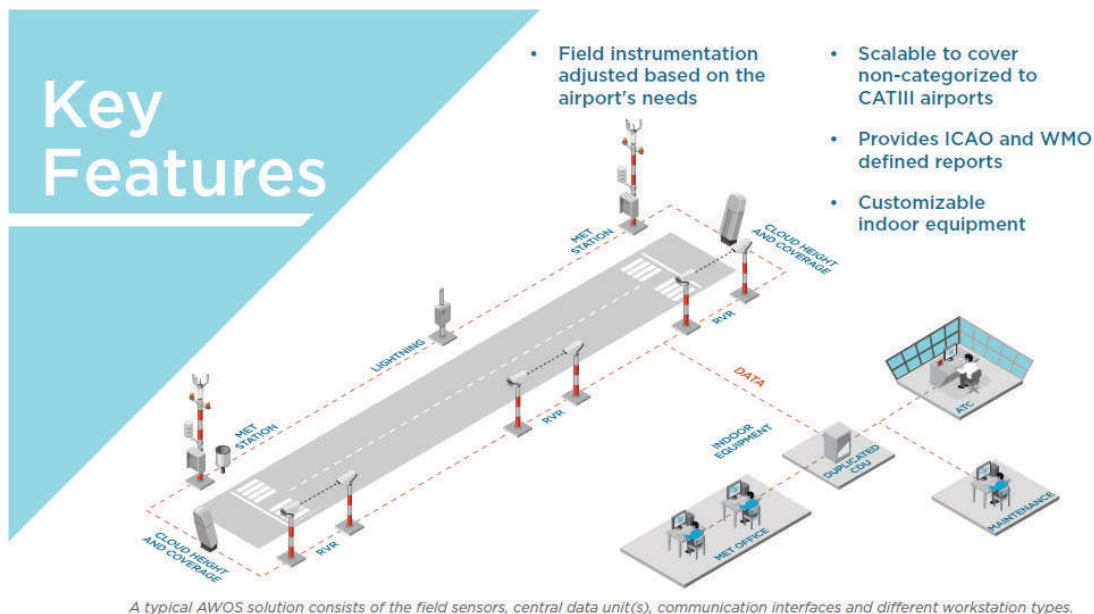 Key
Features
• Field instrumentation
adjusted based on the
airport's needs
• Scalable to cover
non-categorized to
CATIII airports
• Provides ICAO and WMO
defined reports
• Customizable
indoor equipment
MET
STATION
CLOUD HEIGHT
AND COVERAGE
LIGHTNING
RVR
DATA
ATC
RVR
MET
STATION
INDOOR
EQUIPMENT
DUPLICATED
CDU
MAINTENANCE
MET OFFICE
RVR
CLOUD HEIGHT
AND COVERAGE
A typical AWOS solution consists of the field sensors, central data unit(s), communication interfaces and different workstation types.